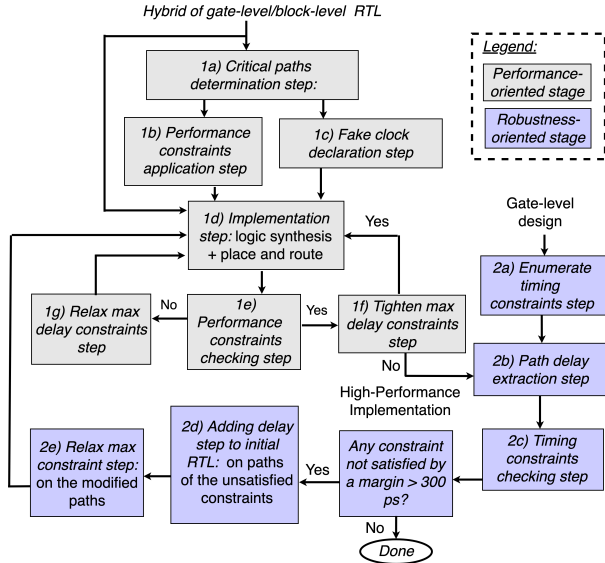 Hybrid of gate-level/block-level RTL
Legend:
Performance-
oriented stage
Robustness-
oriented stage
1a) Critical paths
determination step:
1b) Performance
constraints
application step
1c) Fake clock
declaration step
1d) Implementation
step: logic synthesis
+ place and route
Yes
Gate-level
design
2a) Enumerate
timing
constraints step
1g) Relax max
delay constraints
step
No
1e)
Performance
constraints
checking step
Yes
1f) Tighten max
delay constraints
step
No
High-Performance
Implementation
2b) Path delay
extraction step
2c) Timing
constraints
checking step
Any constraint
not satisfied by
a margin > 300
ps?
Yes
2d) Adding delay
step to initial
RTL: on paths
of the unsatisfied
constraints
2e) Relax max
constraint step:
on the modified
paths
No
Done